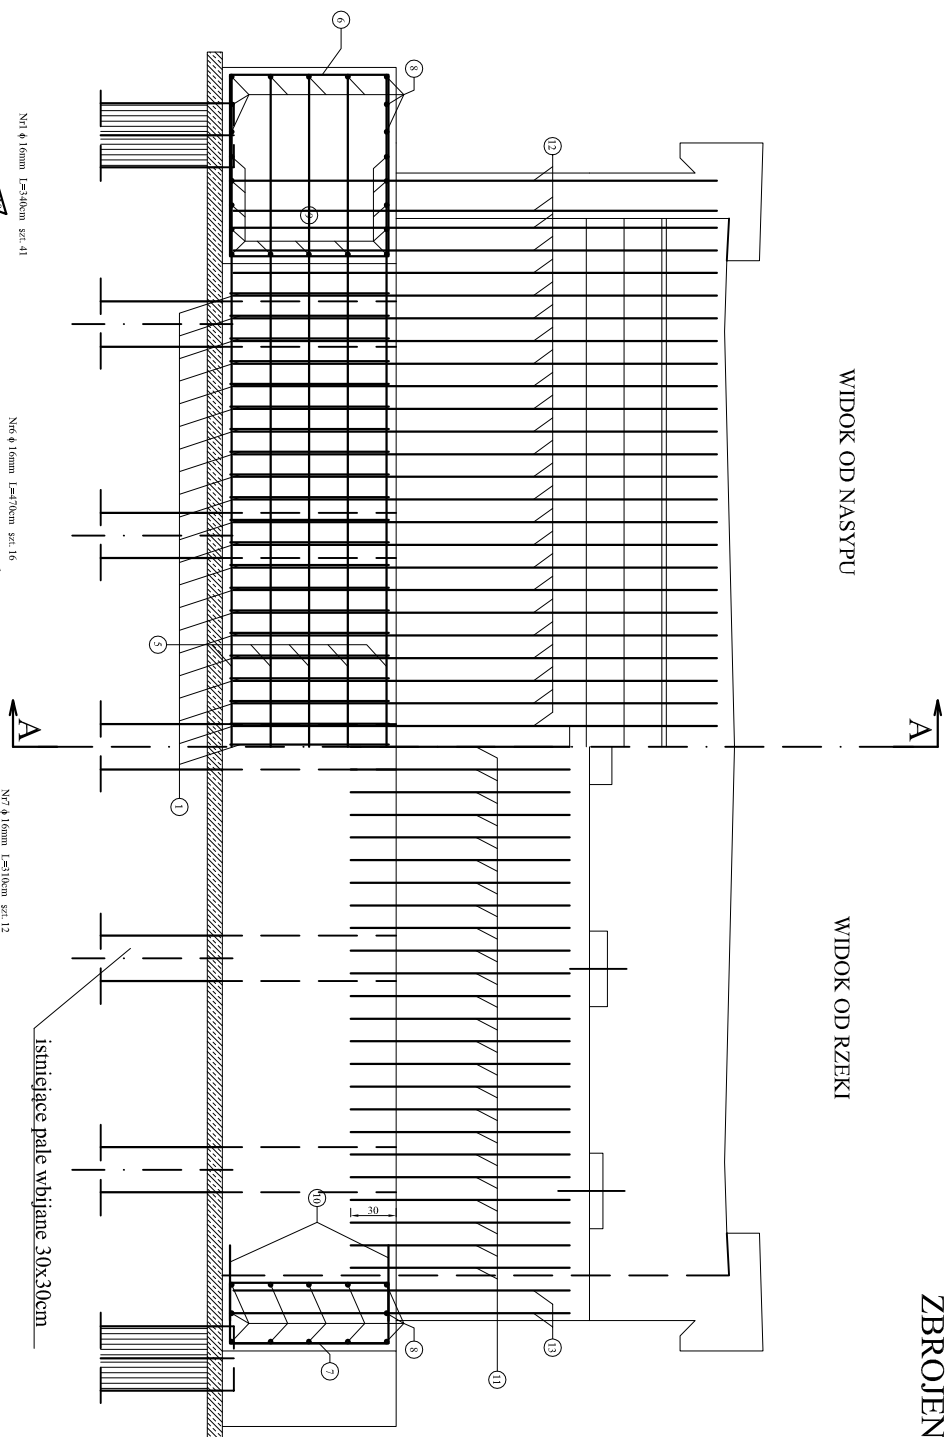 ZBROJEN
A
A
WIDOK OD NASYPU
WIDOK OD RZEKI
6
8
12
9
5
1
30
10
8
7
13
11
istniejące pale wbijane 30x30cm
Nr1 ϕ 16mm L=340cm szt. 41
Nr6 ϕ 16mm L=470cm szt. 16
Nr7 ϕ 16mm L=310cm szt. 12